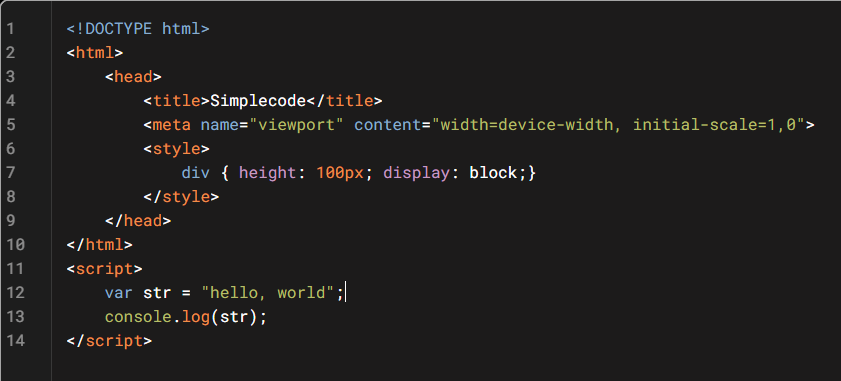 1 <!DOCTYPE html>
2 <html>
3     <head>
4         <title>Simplecode</title>
5         <meta name="viewport" content="width=device-width, initial-scale=1,0">
6         <style>
7             div { height: 100px; display: block;}
8         </style>
9     </head>
10 </html>
11 <script>
12     var str = "hello, world";
13     console.log(str);
14 </script>